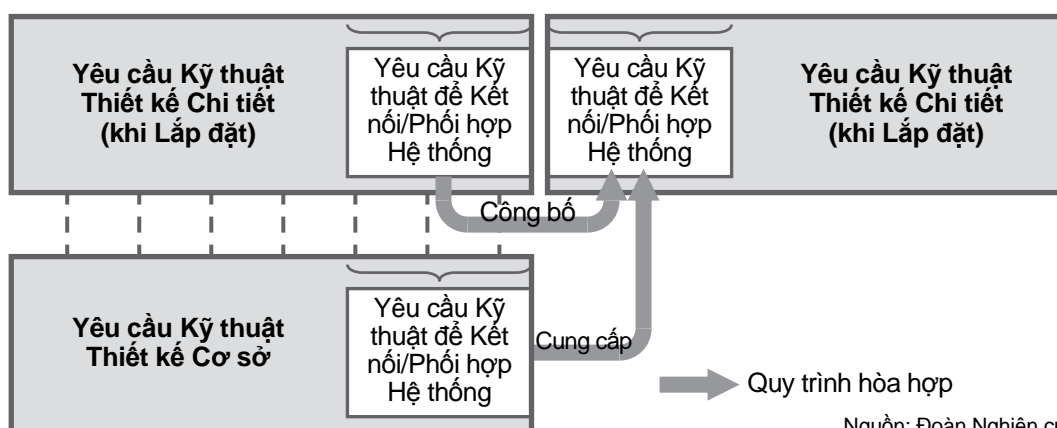 Yêu cầu Kỹ thuật
Thiết kế Chi tiết
(khi Lắp đặt)
Yêu cầu Kỹ
thuật để Kết
nối/Phối hợp
Hệ thống
Yêu cầu Kỹ
thuật để Kết
nối/Phối hợp
Hệ thống
Yêu cầu Kỹ thuật
Thiết kế Chi tiết
(khi Lắp đặt)
Công bố
Yêu cầu Kỹ thuật
Thiết kế Cơ sở
Yêu cầu Kỹ
thuật để Kết
nối/Phối hợp
Hệ thống
Cung cấp
Quy trình hòa hợp
Nguồn: Đoàn Nghiên